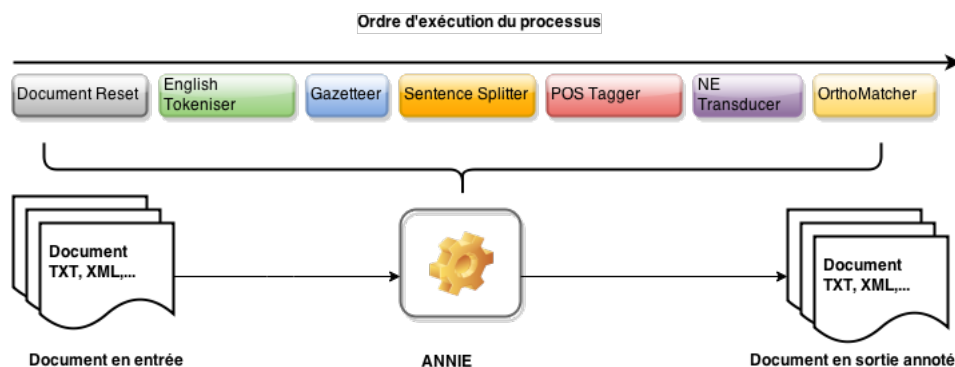 Ordre d'exécution du processus
Document Reset
English
Tokeniser
Gazetteer
Sentence Splitter
POS Tagger
NE
Transducer
OrthoMatcher
Document
TXT, XML,...
Document
TXT, XML,...
Document en entrée
ANNIE
Document en sortie annoté